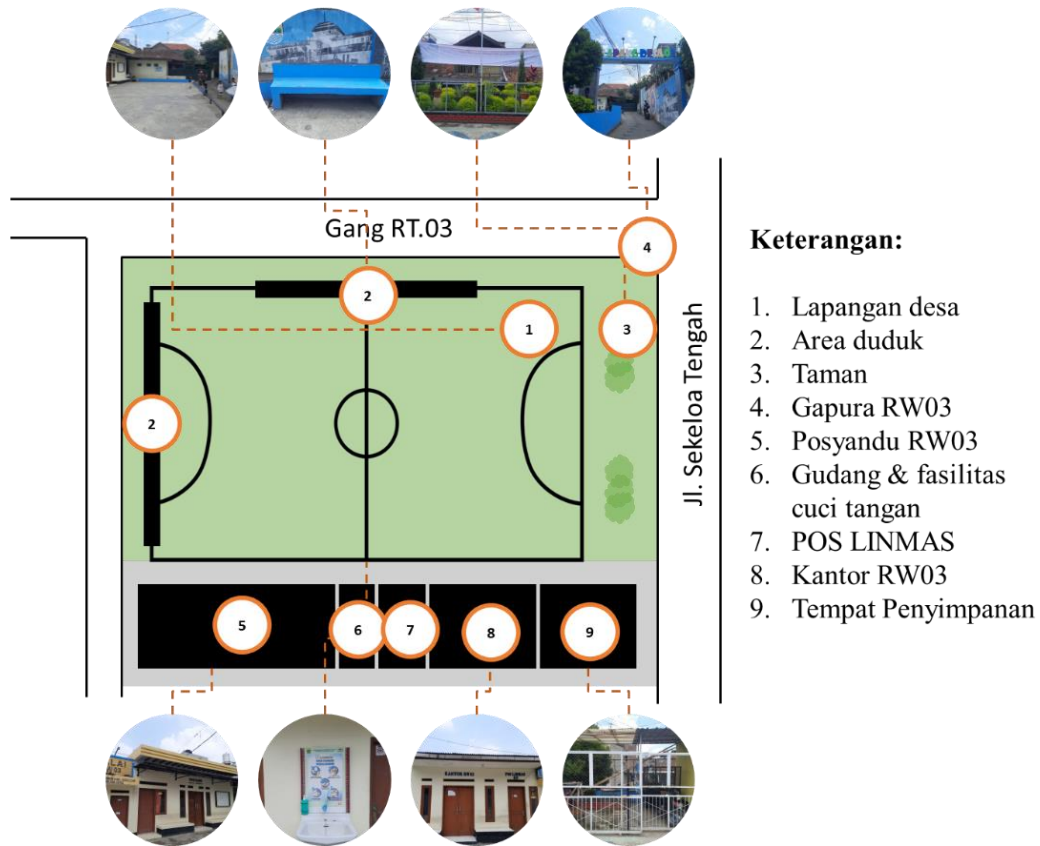 Gang RT.03
4
2
1
3
2
Jl. Sekeloa Tengah
5
6
7
8
9
Keterangan:
1. Lapangan desa
2. Area duduk
3. Taman
4. Gapura RW03
5. Posyandu RW03
6. Gudang & fasilitas
cuci tangan
7. POS LINMAS
8. Kantor RW03
9. Tempat Penyimpanan